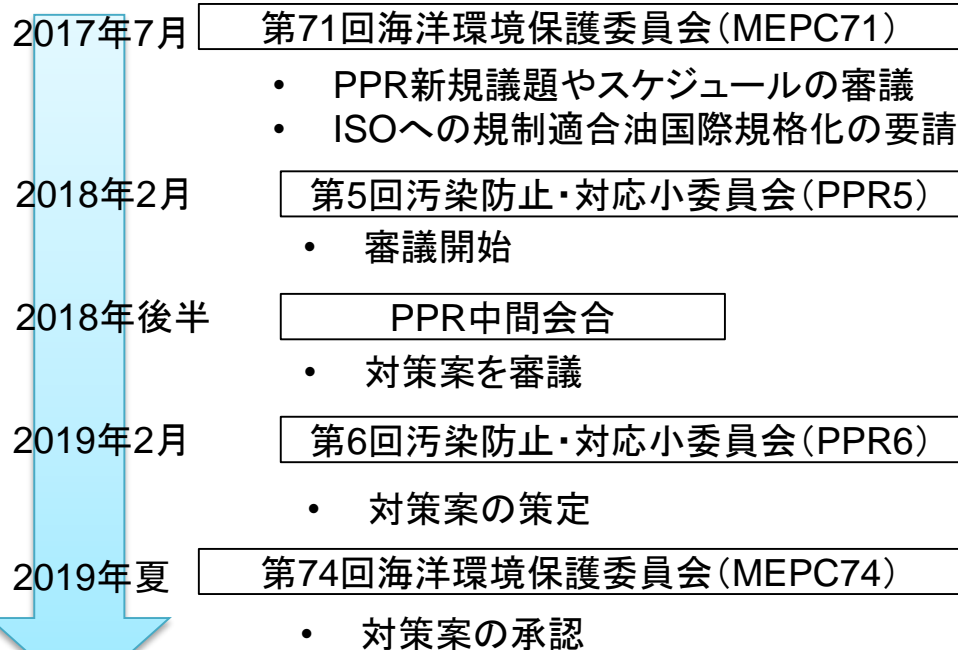 2017年7月 第71回海洋環境保護委員会（MEPC71）
• PPR新規議題やスケジュールの審議
• ISOへの規制適合油国際規格化の要請
2018年2月 第5回汚染防止・対応小委員会（PPR5）
• 審議開始
2018年後半 PPR中間会合
• 対策案を審議
2019年2月 第6回汚染防止・対応小委員会（PPR6）
• 対策案の策定
2019年夏 第74回海洋環境保護委員会（MEPC74）
• 対策案の承認